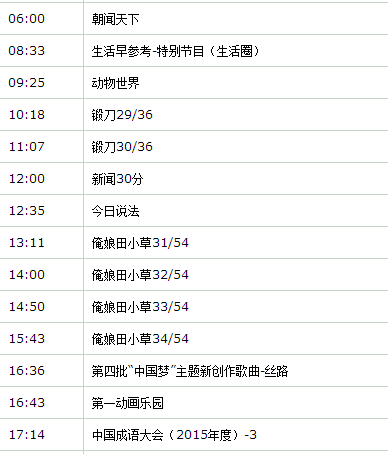 06:00 朝闻天下
08:33 生活早参考-特别节目（生活圈）
09:25 动物世界
10:18 锻刀29/36
11:07 锻刀30/36
12:00 新闻30分
12:35 今日说法
13:11 俺娘田小草31/54
14:00 俺娘田小草32/54
14:50 俺娘田小草33/54
15:43 俺娘田小草34/54
16:36 第四批“中国梦”主题新创作歌曲-丝路
16:43 第一动画乐园
17:14 中国成语大会（2015年度）-3